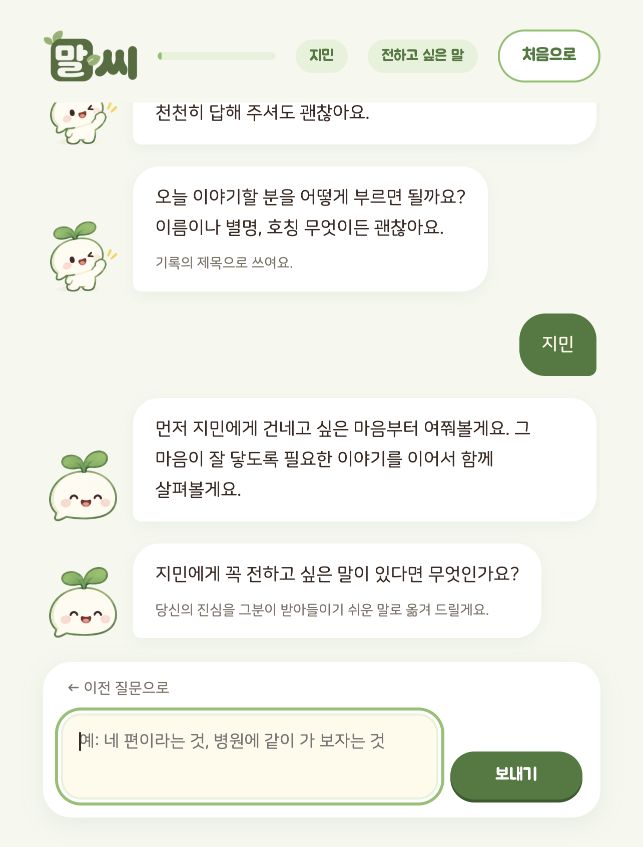 말씨
지민
전하고 싶은 말
처음으로
천천히 답해 주셔도 괜찮아요.
오늘 이야기할 분을 어떻게 부르면 될까요?
이름이나 별명, 호칭 무엇이든 괜찮아요.
기록의 제목으로 쓰여요.
지민
먼저 지민에게 건네고 싶은 마음부터 여쭤볼게요. 그
마음이 잘 닿도록 필요한 이야기를 이어서 함께
살펴볼게요.
지민에게 꼭 전하고 싶은 말이 있다면 무엇인가요?
당신의 진심을 그분이 받아들이기 쉬운 말로 옮겨 드릴게요.
← 이전 질문으로
예: 네 편이라는 것, 병원에 같이 가 보자는 것
보내기